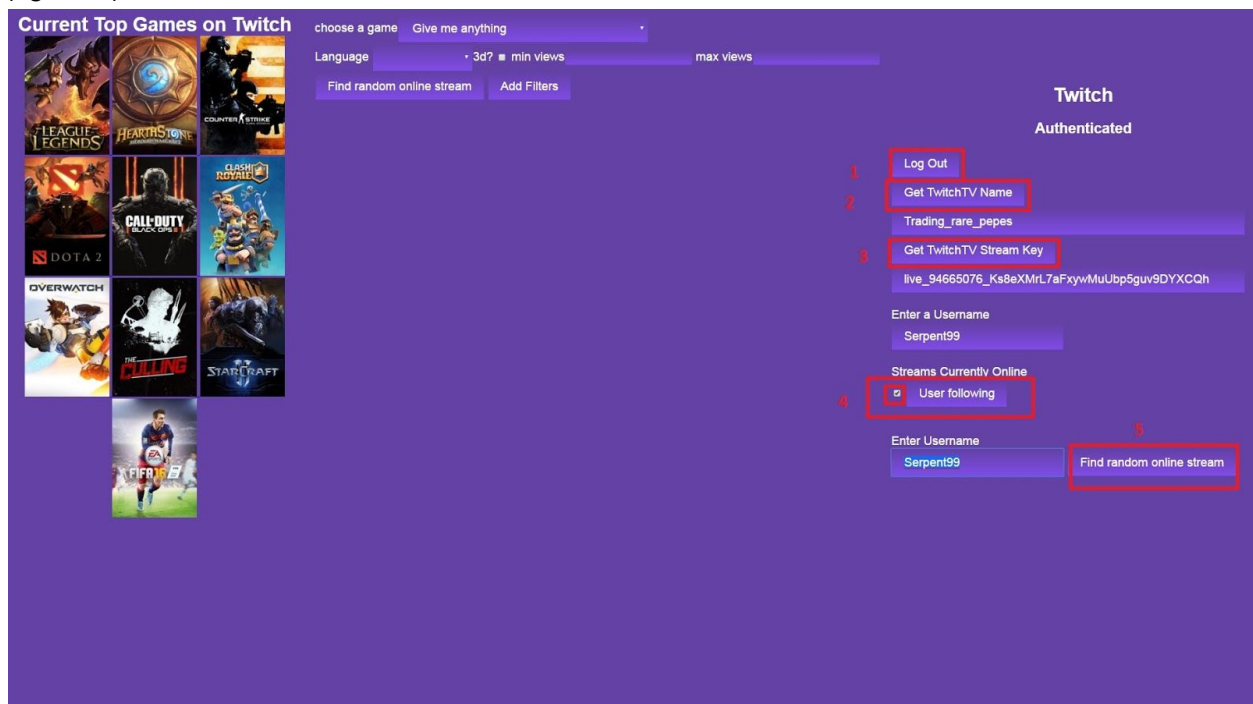 Current Top Games on Twitch
LEAGUE OF LEGENDS
HEARTHSTONE
COUNTER STRIKE
DOTA 2
CALL OF DUTY
BLACK OPS III
CLASH ROYALE
OVERWATCH
THE CULLING
STARCRAFT II
EA SPORTS
FIFA 16
choose a game Give me anything
Language 3d? min views max views
Find random online stream Add Filters
Twitch
Authenticated
1 Log Out
2 Get TwitchTV Name
Trading_rare_pepes
3 Get TwitchTV Stream Key
live_94665076_Ks8eXMrL7aFxywMuUbp5guv9DYXCQh
Enter a Username
Serpent99
Streams Currently Online
4 User following
5
Enter Username
Serpent99 Find random online stream